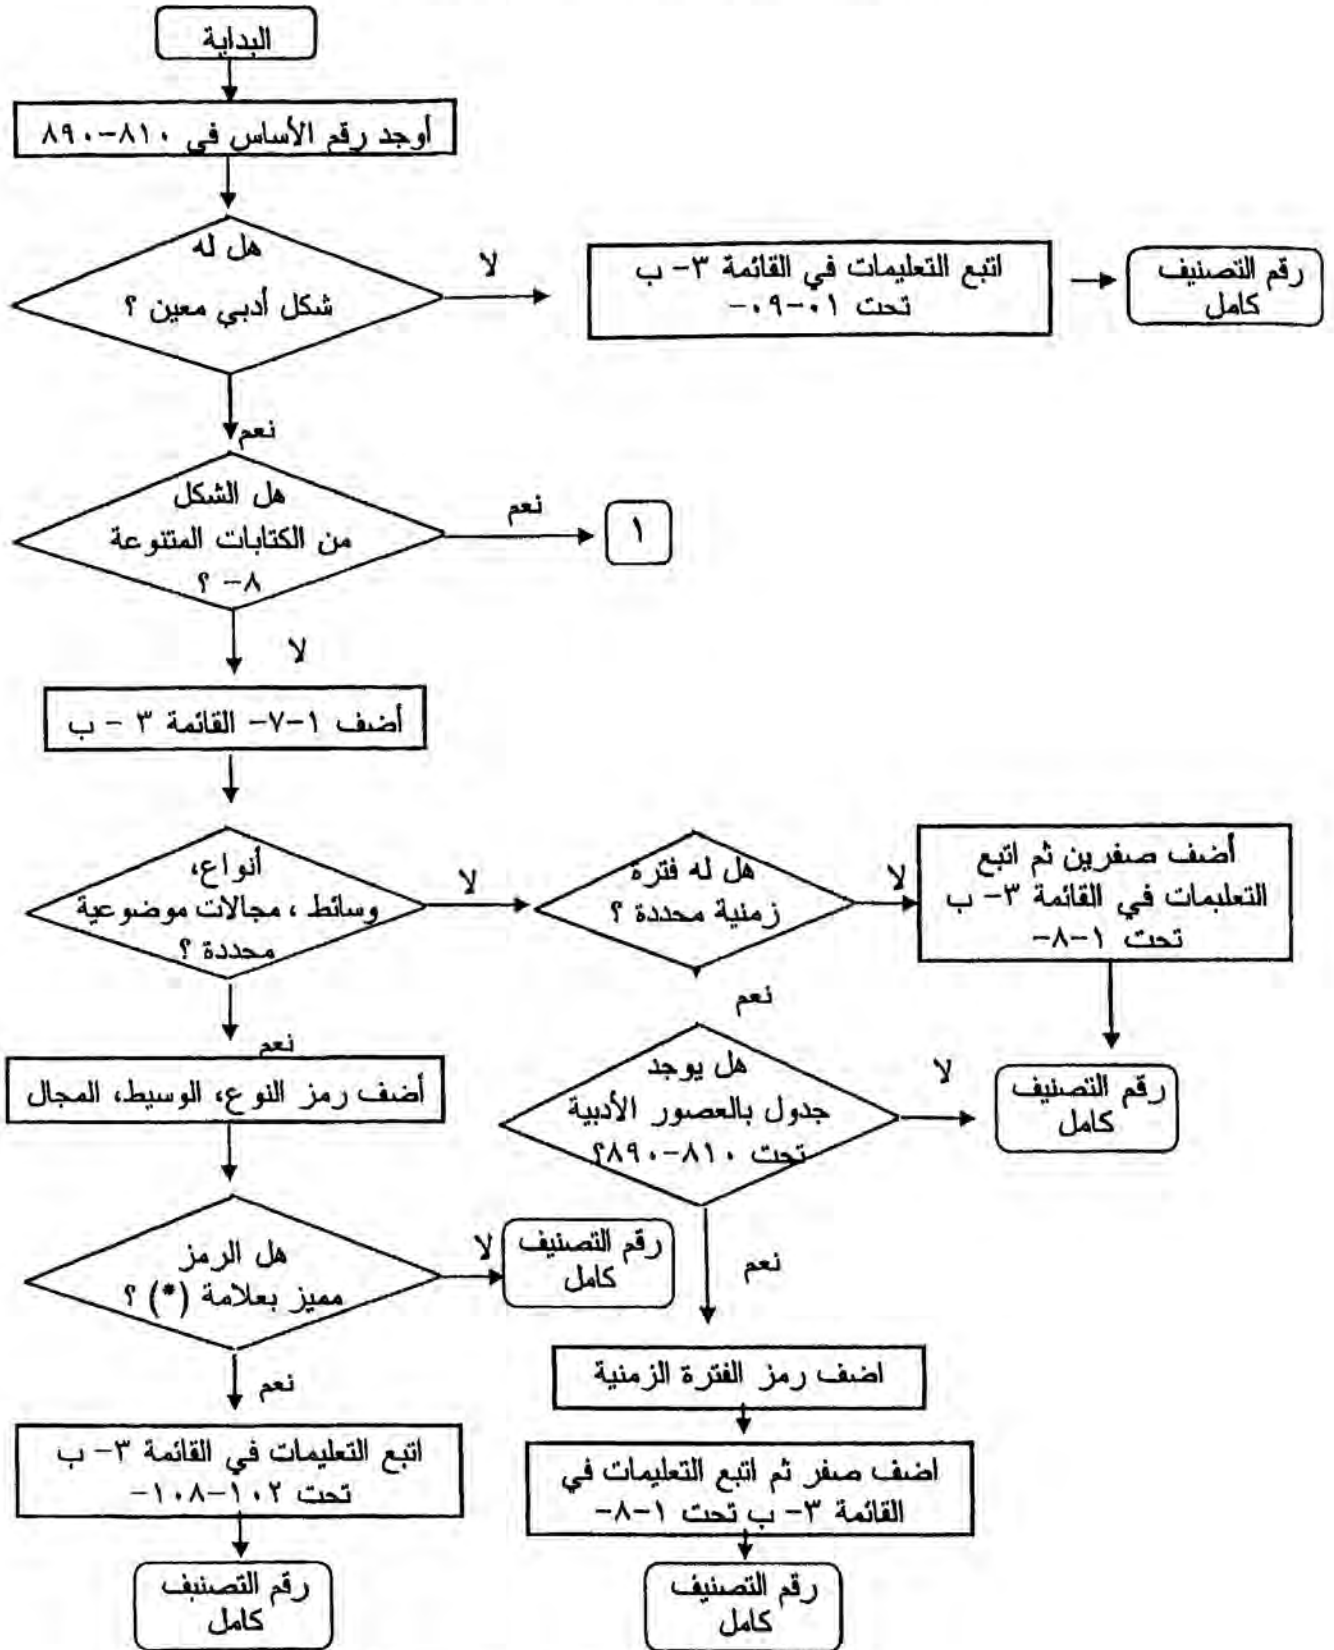 البداية
أوجد رقم الأساس في ٨١٠-٨٩٠
هل له
شكل أدبي معين ؟
لا
اتبع التعليمات في القائمة ٣- ب
تحت ٠١-٠٩-
رقم التصنيف
كامل
نعم
هل الشكل
من الكتابات المتنوعة
٨- ؟
نعم
١
لا
أضف ١-٧- القائمة ٣ - ب
أنواع،
وسائط ، مجالات موضوعية
محددة ؟
لا
هل له فترة
زمنية محددة ؟
لا
أضف صفرين ثم اتبع
التعليمات في القائمة ٣- ب
تحت ١-٨-
نعم
نعم
أضف رمز النوع، الوسيط، المجال
هل يوجد
جدول بالعصور الأدبية
تحت ٨١٠-٨٩٠؟
لا
رقم التصنيف
كامل
هل الرمز
مميز بعلامة (*) ؟
لا
رقم التصنيف
كامل
نعم
نعم
اضف رمز الفترة الزمنية
اتبع التعليمات في القائمة ٣- ب
تحت ١٠٢-١٠٨-
اضف صفر ثم اتبع التعليمات في
القائمة ٣- ب تحت ١-٨-
رقم التصنيف
كامل
رقم التصنيف
كامل